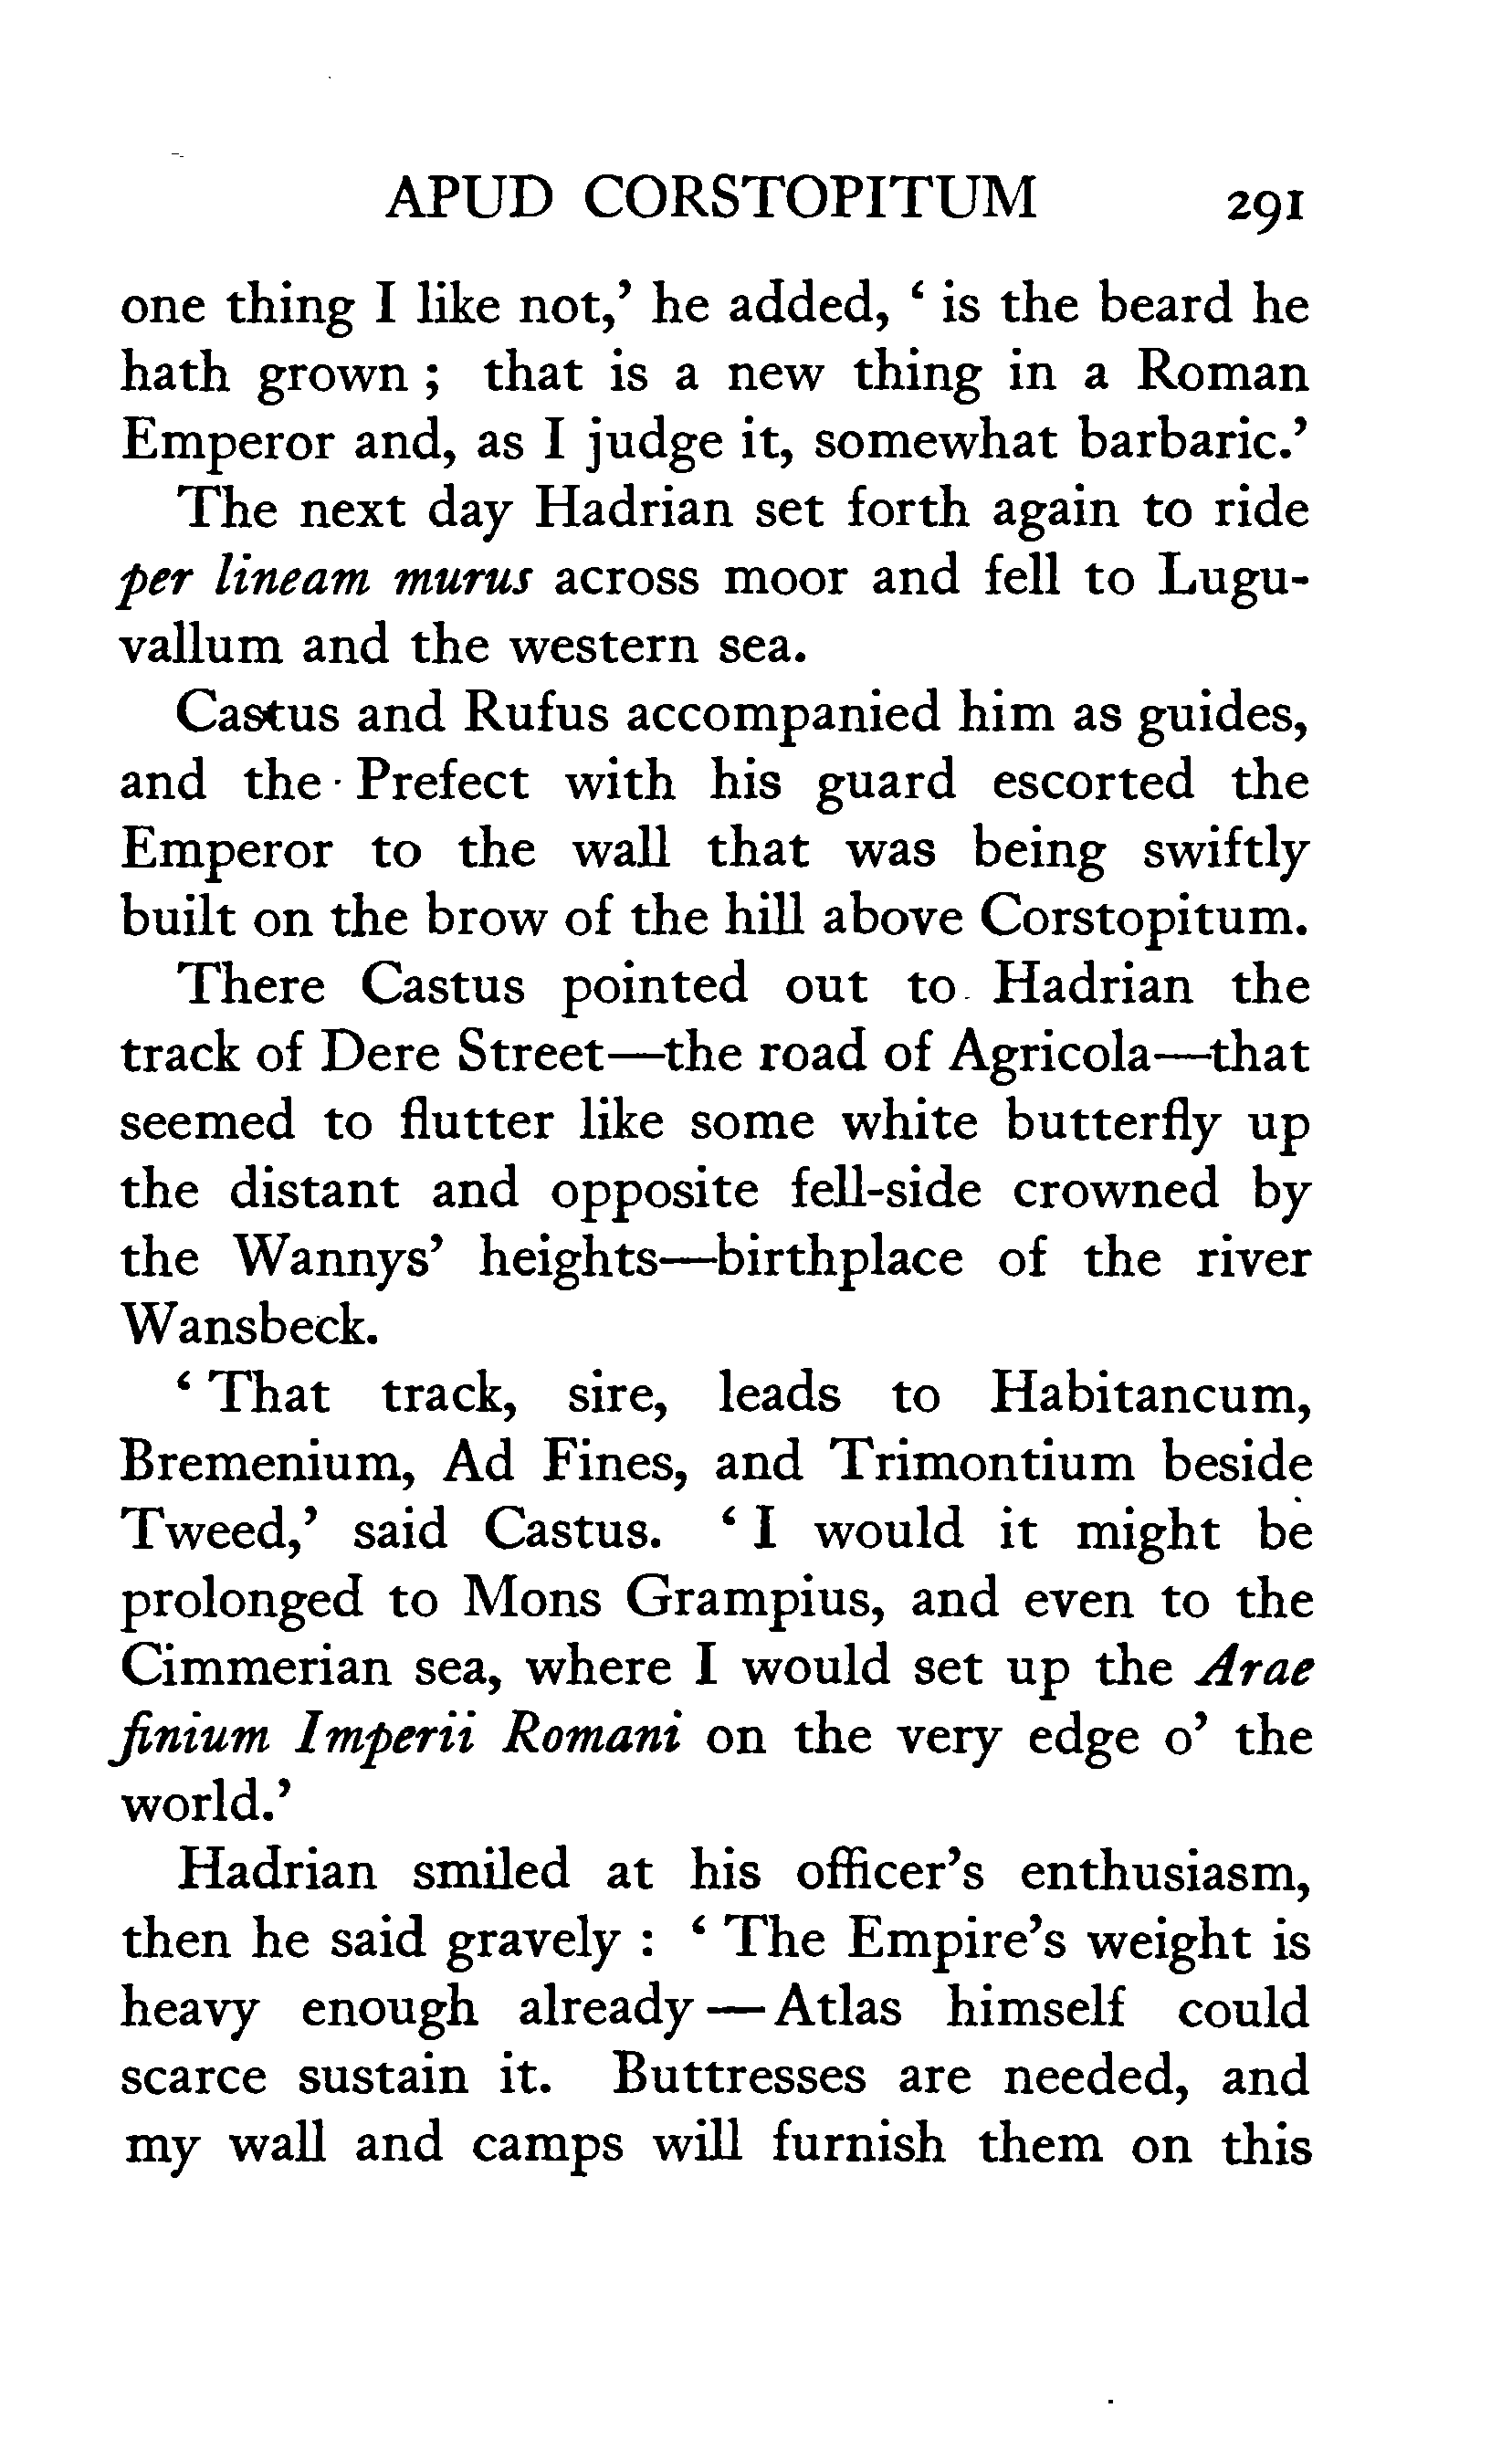 APUD CORSTOPITUM 291
one thing I like not,’ he added, ‘ is the beard he
hath grown ; that is a new thing in a Roman
Emperor and, as I judge it, somewhat barbaric.’
The next day Hadrian set forth again to ride
per lineam murus across moor and fell to Lugu-
vallum and the western sea.
Castus and Rufus accompanied him as guides,
and the Prefect with his guard escorted the
Emperor to the wall that was being swiftly
built on the brow of the hill above Corstopitum.
There Castus pointed out to Hadrian the
track of Dere Street—the road of Agricola—that
seemed to flutter like some white butterfly up
the distant and opposite fell-side crowned by
the Wannys’ heights—birthplace of the river
Wansbeck.
‘ That track, sire, leads to Habitancum,
Bremenium, Ad Fines, and Trimontium beside
Tweed,’ said Castus. ‘ I would it might be
prolonged to Mons Grampius, and even to the
Cimmerian sea, where I would set up the Arae
finium Imperii Romani on the very edge o’ the
world.’
Hadrian smiled at his officer’s enthusiasm,
then he said gravely : ‘ The Empire’s weight is
heavy enough already — Atlas himself could
scarce sustain it. Buttresses are needed, and
my wall and camps will furnish them on this